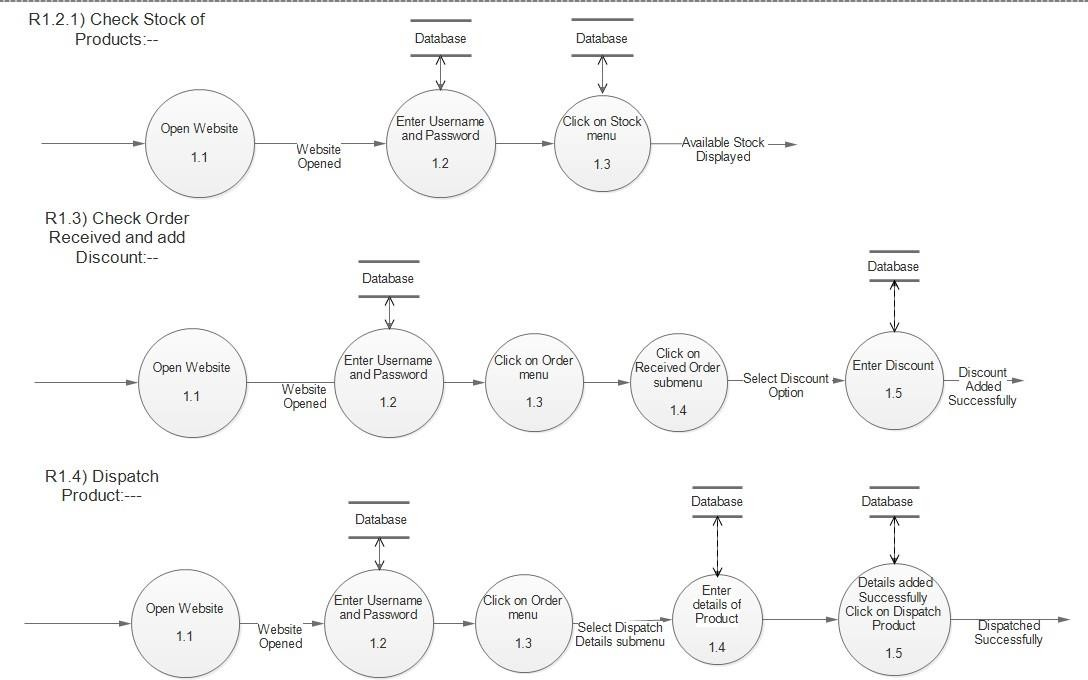 R1.2.1) Check Stock of
Products:--
Database
Database
Open Website
1.1
Website
Opened
Enter Username
and Password
1.2
Click on Stock
menu
1.3
Available Stock
Displayed
R1.3) Check Order
Received and add
Discount:--
Database
Database
Open Website
1.1
Website
Opened
Enter Username
and Password
1.2
Click on Order
menu
1.3
Click on
Received Order
submenu
1.4
Select Discount
Option
Enter Discount
1.5
Discount
Added
Successfully
R1.4) Dispatch
Product:---
Database
Database
Database
Open Website
1.1
Website
Opened
Enter Username
and Password
1.2
Click on Order
menu
1.3
Select Dispatch
Details submenu
Enter
details of
Product
1.4
Details added
Successfully
Click on Dispatch
Product
1.5
Dispatched
Successfully